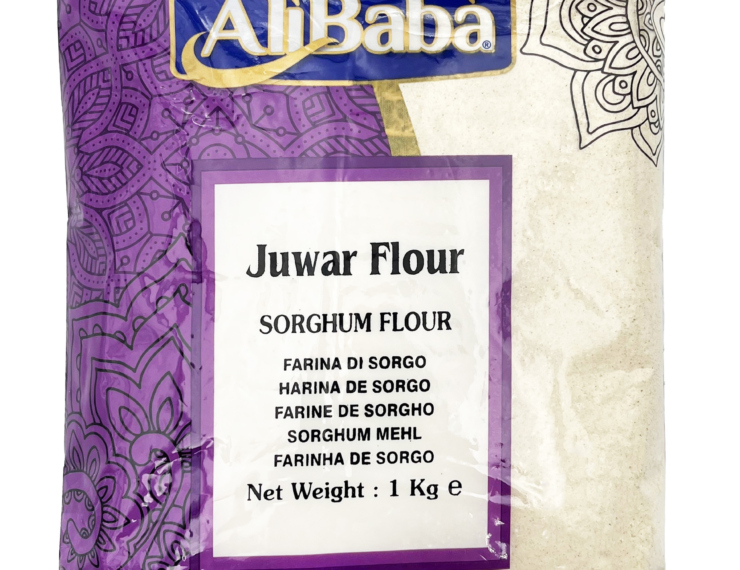 AliBaba®
Juwar Flour
SORGHUM FLOUR
FARINA DI SORGO
HARINA DE SORGO
FARINE DE SORGHO
SORGHUM MEHL
FARINHA DE SORGO
Net Weight : 1 Kg e